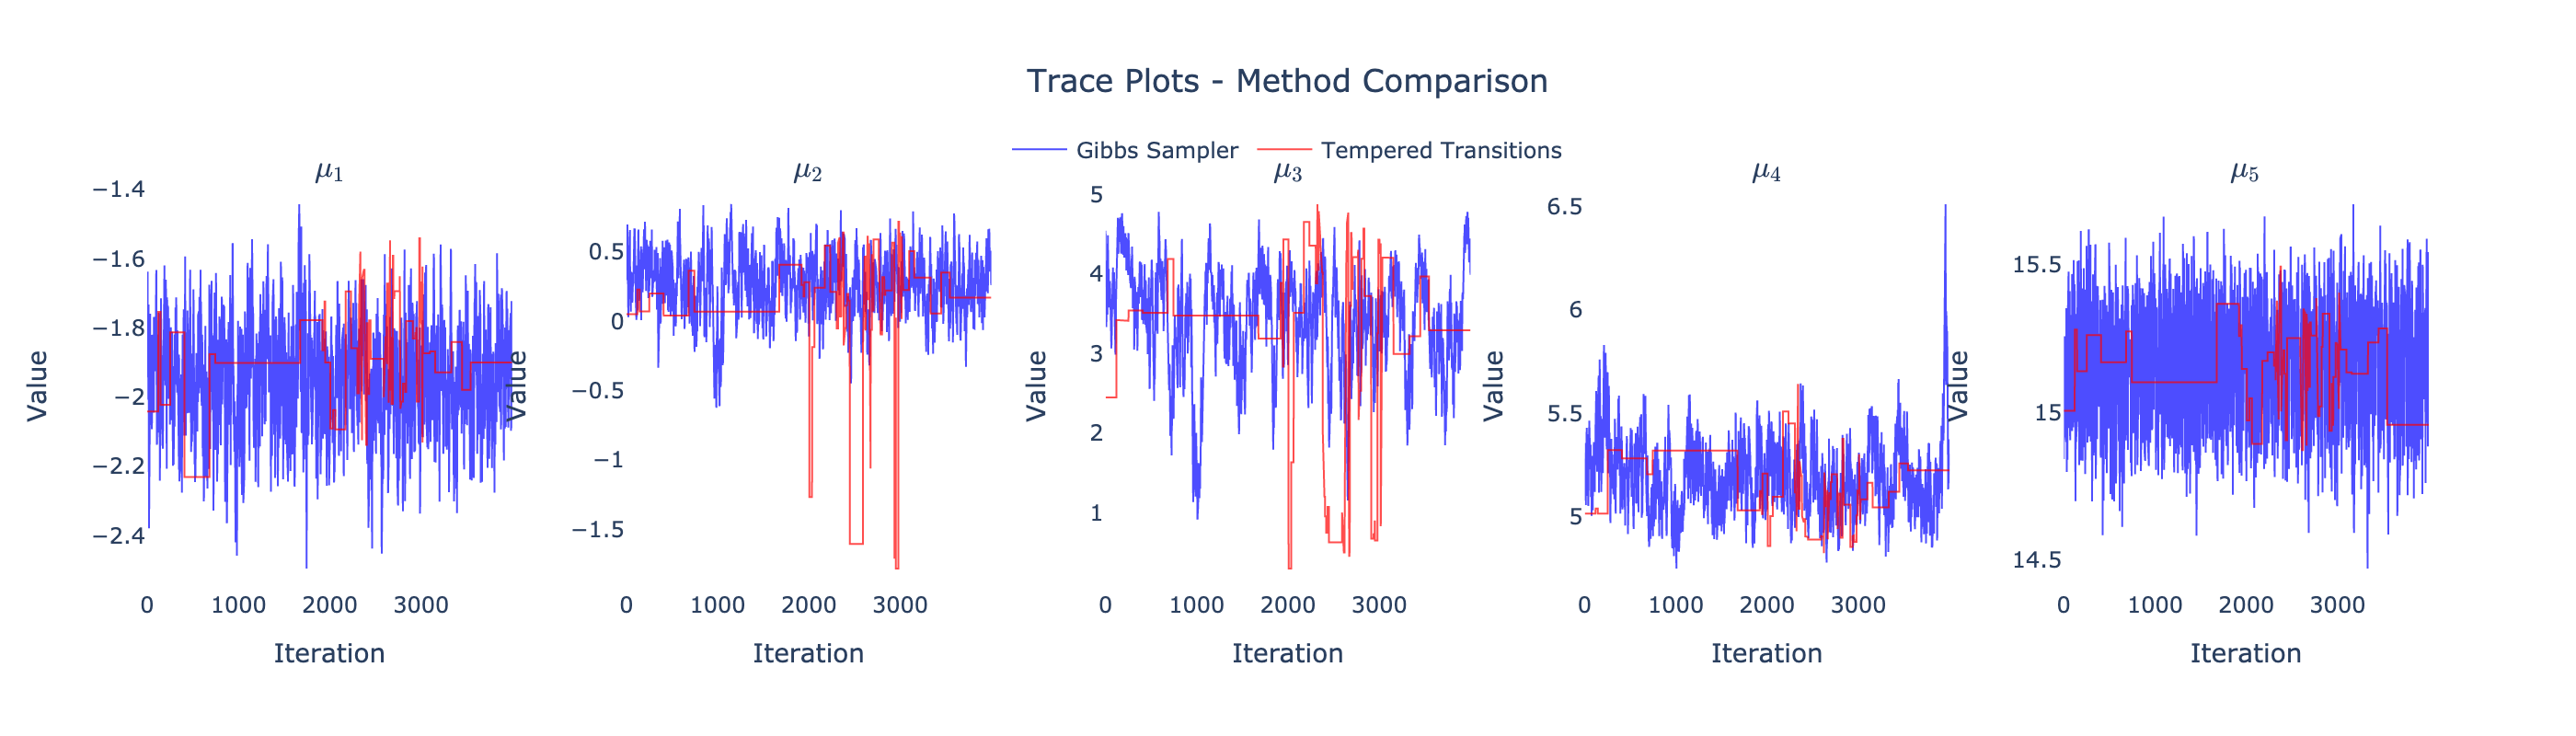 Trace Plots - Method Comparison
Gibbs Sampler
Tempered Transitions
μ1
μ2
μ3
μ4
μ5
Value
−1.4
−1.6
−1.8
−2
−2.2
−2.4
0 1000 2000 3000
Iteration
Value
0.5
0
−0.5
−1
−1.5
0 1000 2000 3000
Iteration
Value
5
4
3
2
1
0 1000 2000 3000
Iteration
Value
6.5
6
5.5
5
0 1000 2000 3000
Iteration
Value
15.5
15
14.5
0 1000 2000 3000
Iteration